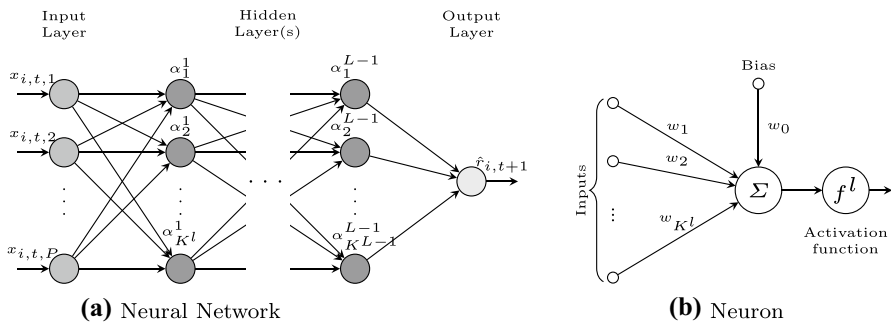 Input
Layer
Hidden
Layer(s)
Output
Layer
x_{i,t,1}
x_{i,t,2}
⋮
x_{i,t,P}
α_1^1
α_2^1
⋮
α_{K^l}^1
· · ·
α_1^{L−1}
α_2^{L−1}
⋮
α_{K^{L−1}}^{L−1}
r̂_{i,t+1}
(a) Neural Network
Bias
w_0
Inputs
w_1
w_2
⋮
w_{K^l}
Σ
f^l
Activation
function
(b) Neuron